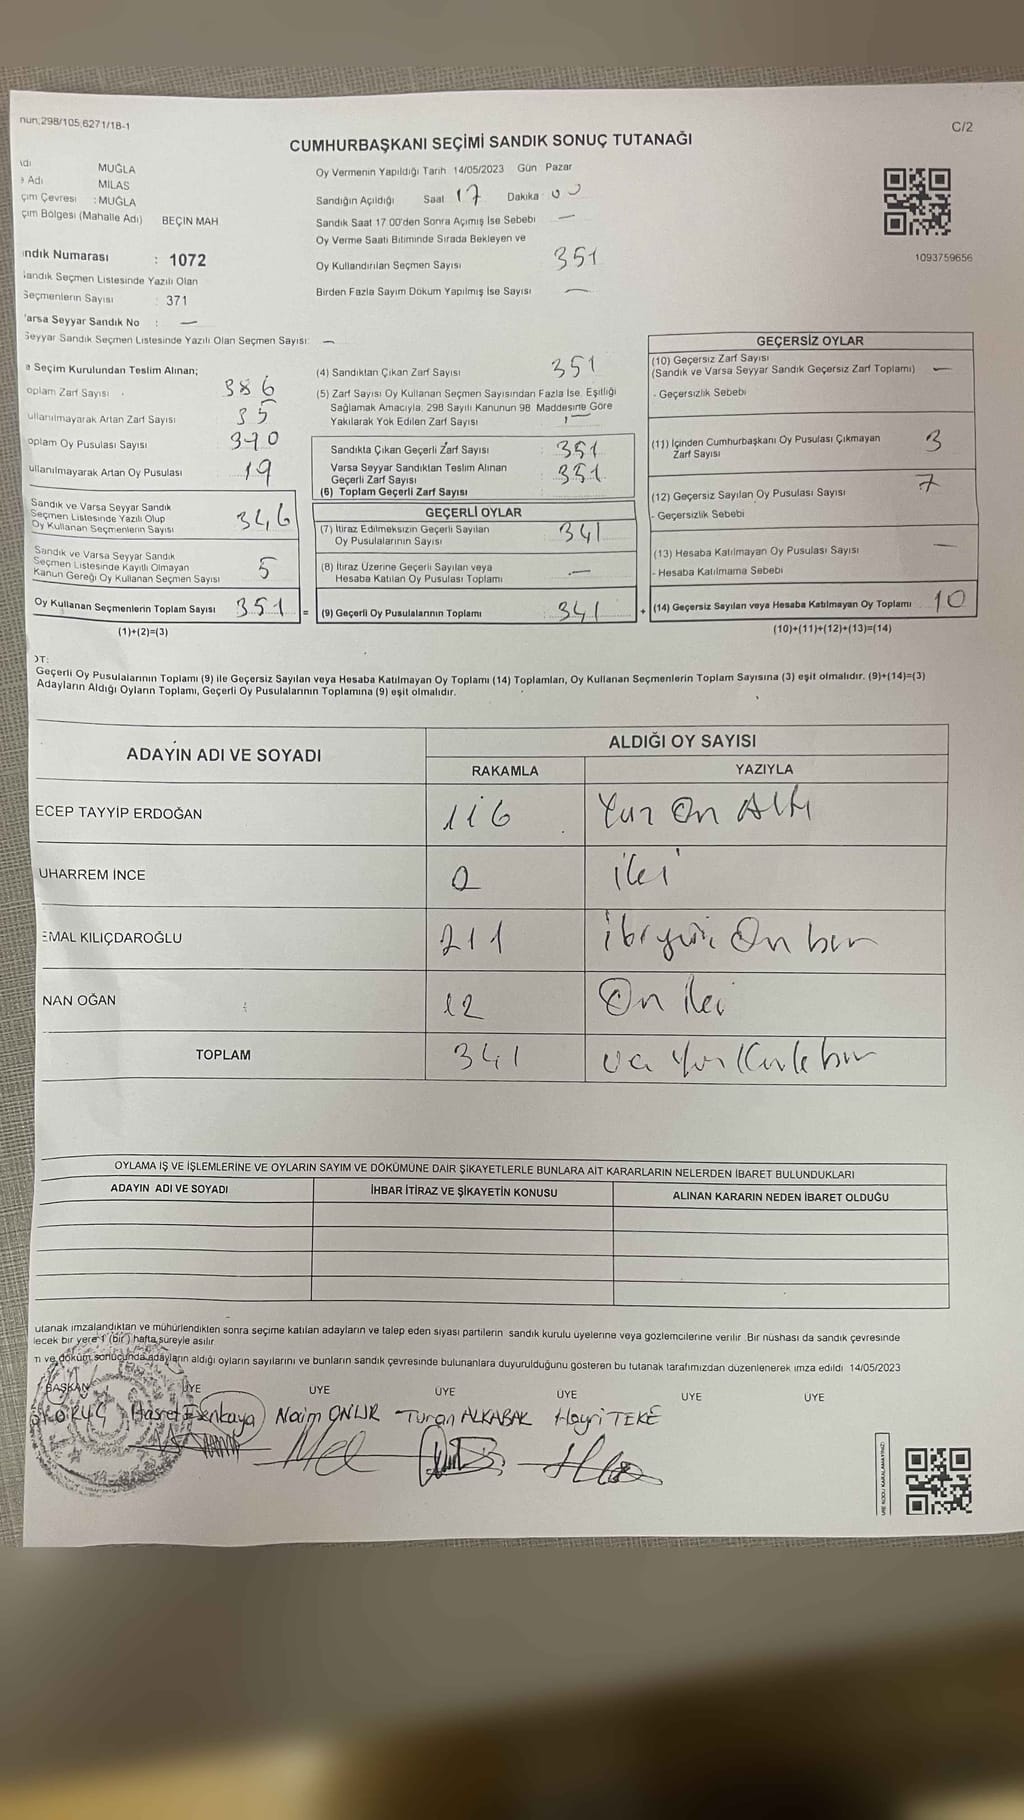 nun;298/105;6271/18-1
C/2
CUMHURBAŞKANI SEÇİMİ SANDIK SONUÇ TUTANAĞI
MUĞLA
Adı MİLAS
çim Çevresi : MUĞLA
çim Bölgesi (Mahalle Adı) BEÇİN MAH
ndık Numarası : 1072
andık Seçmen Listesinde Yazılı Olan
Seçmenlerin Sayısı : 371
arsa Seyyar Sandık No : —
Seyyar Sandık Seçmen Listesinde Yazılı Olan Seçmen Sayısı: —
Oy Vermenin Yapıldığı Tarih 14/05/2023 Gün Pazar
Sandığın Açıldığı Saat 17 Dakika 00
Sandık Saat 17.00'den Sonra Açımış İse Sebebi —
Oy Verme Saati Bitiminde Sırada Bekleyen ve
Oy Kullandırılan Seçmen Sayısı 351
Birden Fazla Sayım Döküm Yapılmış İse Sayısı —
1093759656
Seçim Kurulundan Teslim Alınan;
oplam Zarf Sayısı 386
ullanılmayarak Artan Zarf Sayısı 35
oplam Oy Pusulası Sayısı 370
ullanılmayarak Artan Oy Pusulası 19
Sandık ve Varsa Seyyar Sandık
Seçmen Listesinde Yazılı Olup
Oy Kullanan Seçmenlerin Sayısı 346
Sandık ve Varsa Seyyar Sandık
Seçmen Listesinde Kayıtlı Olmayan
Kanun Gereği Oy Kullanan Seçmen Sayısı 5
Oy Kullanan Seçmenlerin Toplam Sayısı 351 =
(1)+(2)=(3)
(4) Sandıktan Çıkan Zarf Sayısı 351
(5) Zarf Sayısı Oy Kullanan Seçmen Sayısından Fazla İse, Eşitliği
Sağlamak Amacıyla, 298 Sayılı Kanunun 98. Maddesine Göre
Yakılarak Yok Edilen Zarf Sayısı —
Sandıkta Çıkan Geçerli Zarf Sayısı 351
Varsa Seyyar Sandıktan Teslim Alınan
Geçerli Zarf Sayısı 351
(6) Toplam Geçerli Zarf Sayısı
GEÇERLİ OYLAR
(7) İtiraz Edilmeksizin Geçerli Sayılan
Oy Pusulalarının Sayısı 341
(8) İtiraz Üzerine Geçerli Sayılan veya
Hesaba Katılan Oy Pusulası Toplamı —
(9) Geçerli Oy Pusulalarının Toplamı 341 +
GEÇERSİZ OYLAR
(10) Geçersiz Zarf Sayısı
(Sandık ve Varsa Seyyar Sandık Geçersiz Zarf Toplamı) —
- Geçersizlik Sebebi
(11) İçinden Cumhurbaşkanı Oy Pusulası Çıkmayan
Zarf Sayısı 3
(12) Geçersiz Sayılan Oy Pusulası Sayısı 7
- Geçersizlik Sebebi
(13) Hesaba Katılmayan Oy Pusulası Sayısı —
- Hesaba Katılmama Sebebi
(14) Geçersiz Sayılan veya Hesaba Katılmayan Oy Toplamı 10
(10)+(11)+(12)+(13)=(14)
OT:
Geçerli Oy Pusulalarının Toplamı (9) ile Geçersiz Sayılan veya Hesaba Katılmayan Oy Toplamı (14) Toplamları, Oy Kullanan Seçmenlerin Toplam Sayısına (3) eşit olmalıdır. (9)+(14)=(3)
Adayların Aldığı Oyların Toplamı, Geçerli Oy Pusulalarının Toplamına (9) eşit olmalıdır.
ADAYIN ADI VE SOYADI
ALDIĞI OY SAYISI
RAKAMLA YAZIYLA
ECEP TAYYİP ERDOĞAN 116 Yüz On Altı
UHARREM İNCE 2 iki
EMAL KILIÇDAROĞLU 211 ikiyüz On bir
NAN OĞAN 12 On iki
TOPLAM 341 üç Yüz Kırk bir
OYLAMA İŞ VE İŞLEMLERİNE VE OYLARIN SAYIM VE DÖKÜMÜNE DAİR ŞİKAYETLERLE BUNLARA AİT KARARLARIN NELERDEN İBARET BULUNDUKLARI
ADAYIN ADI VE SOYADI İHBAR İTİRAZ VE ŞİKAYETİN KONUSU ALINAN KARARIN NEDEN İBARET OLDUĞU
utanak imzalandıktan ve mühürlendikten sonra seçime katılan adayların ve talep eden siyasi partilerin sandık kurulu üyelerine veya gözlemcilerine verilir. Bir nüshası da sandık çevresinde
lecek bir yere 1 (bir) hafta süreyle asılır.
m ve döküm sonucunda adayların aldığı oyların sayılarını ve bunların sandık çevresinde bulunanlara duyurulduğunu gösteren bu tutanak tarafımızdan düzenlenerek imza edildi 14/05/2023
BAŞKAN ÜYE ÜYE ÜYE ÜYE ÜYE ÜYE
Hasret Esenkaya Naim ONUR Turan ALKABAK Hayri TEKE